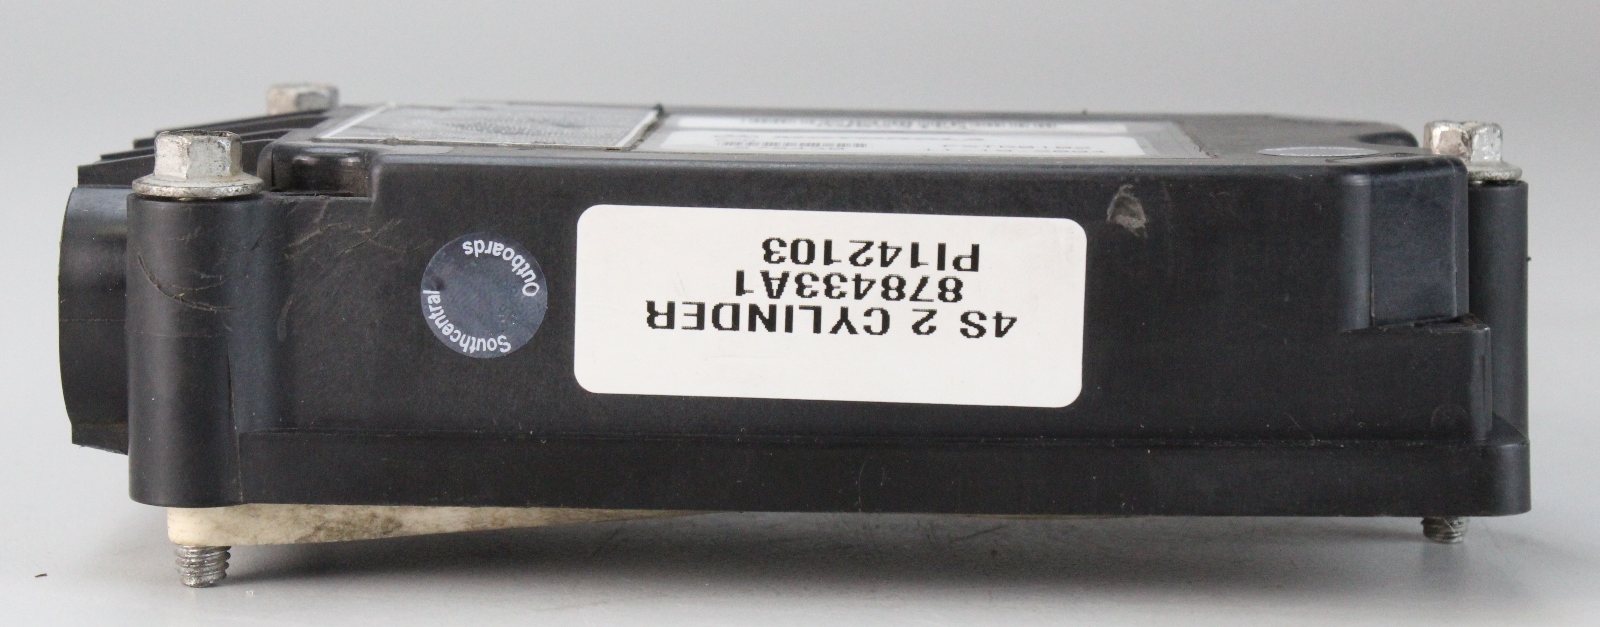 4S 2 CYLINDER
878433A1
PI142103
Southcentral
Outboards